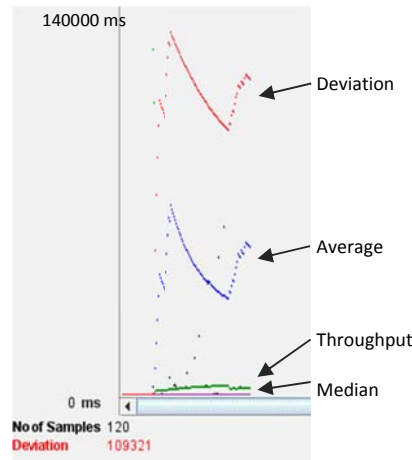 140000 ms
Deviation
Average
Throughput
Median
0 ms
No of Samples 120
Deviation 109321